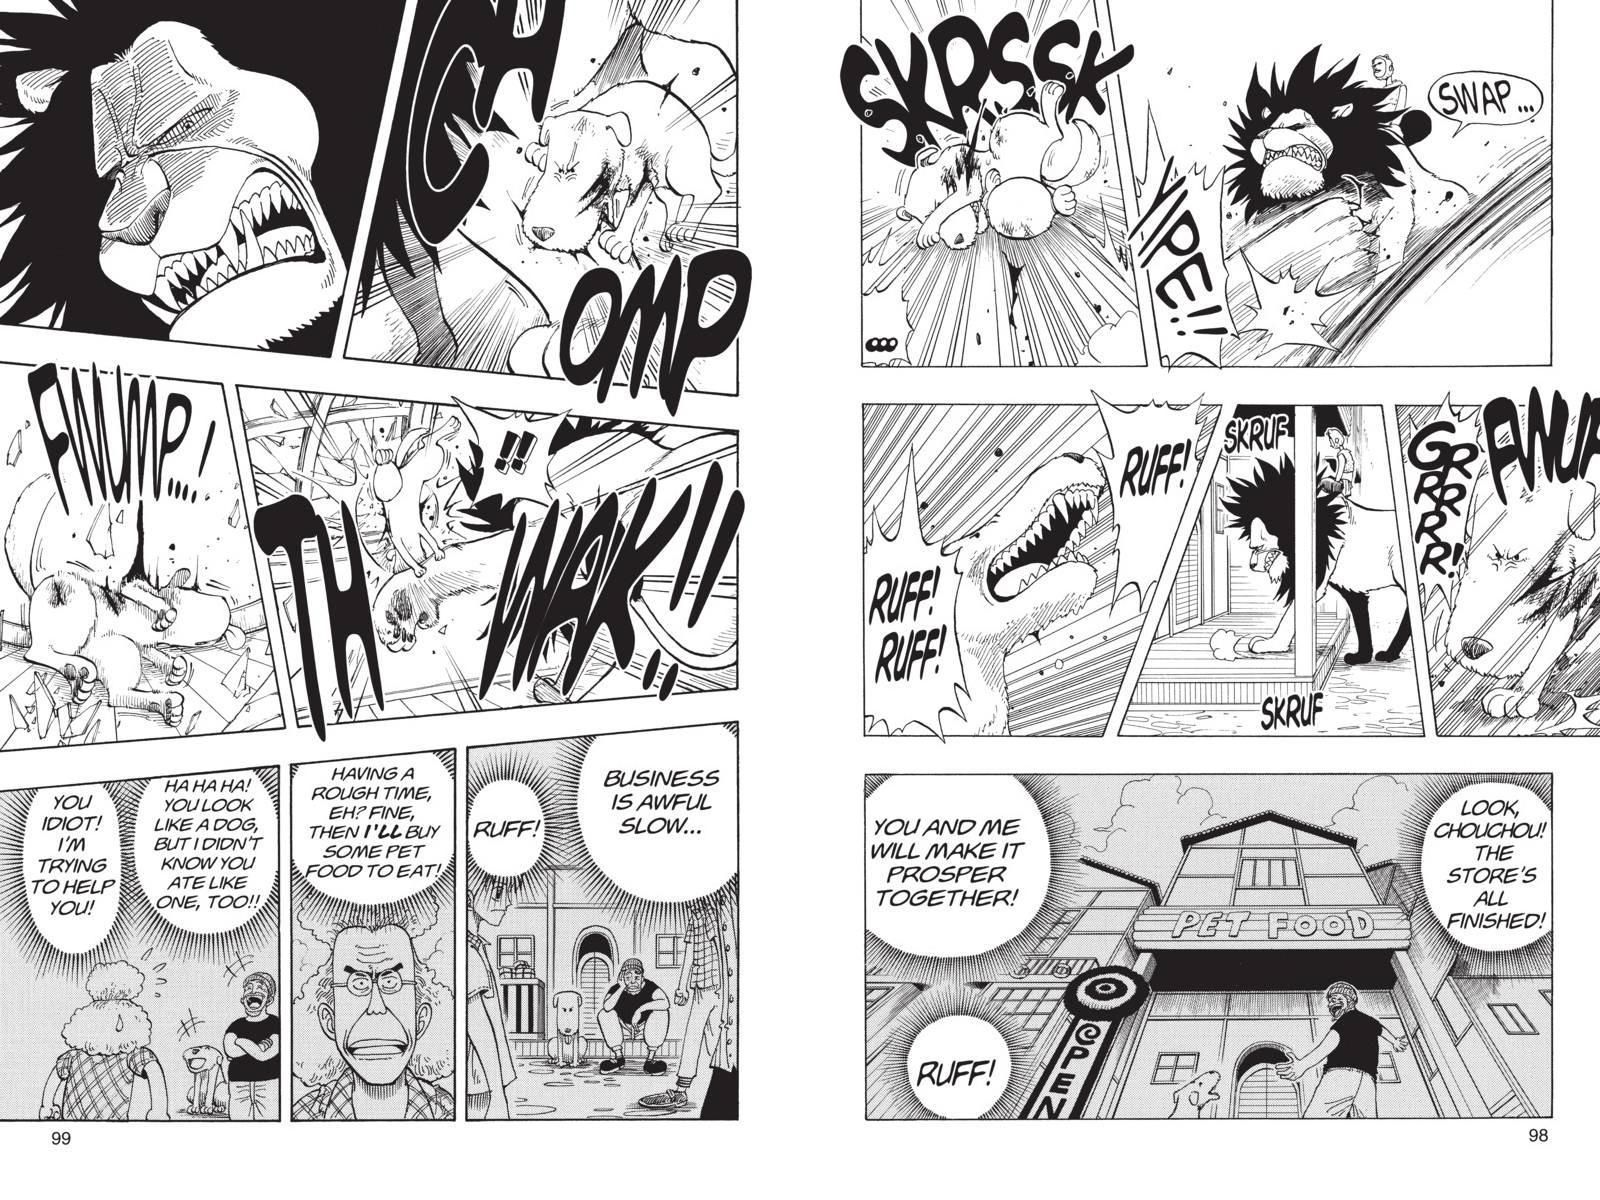 SWAP...
YIPE!!
SKRSSK
...
FWUP
GRRRRR!
SKRUF
SKRUF
RUFF!
RUFF!
RUFF!
LOOK,
CHOUCHOU!
THE
STORE'S
ALL
FINISHED!
PET FOOD
OPEN
YOU AND ME
WILL MAKE IT
PROSPER
TOGETHER!
RUFF!
98
CH
OMP
!!
TH
WAK!!
FWUMP...!
BUSINESS
IS AWFUL
SLOW...
RUFF!
HAVING A
ROUGH TIME,
EH? FINE,
THEN I'LL BUY
SOME PET
FOOD TO EAT!
HA HA HA!
YOU LOOK
LIKE A DOG,
BUT I DIDN'T
KNOW YOU
ATE LIKE
ONE, TOO!!
YOU
IDIOT!
I'M
TRYING
TO HELP
YOU!
99